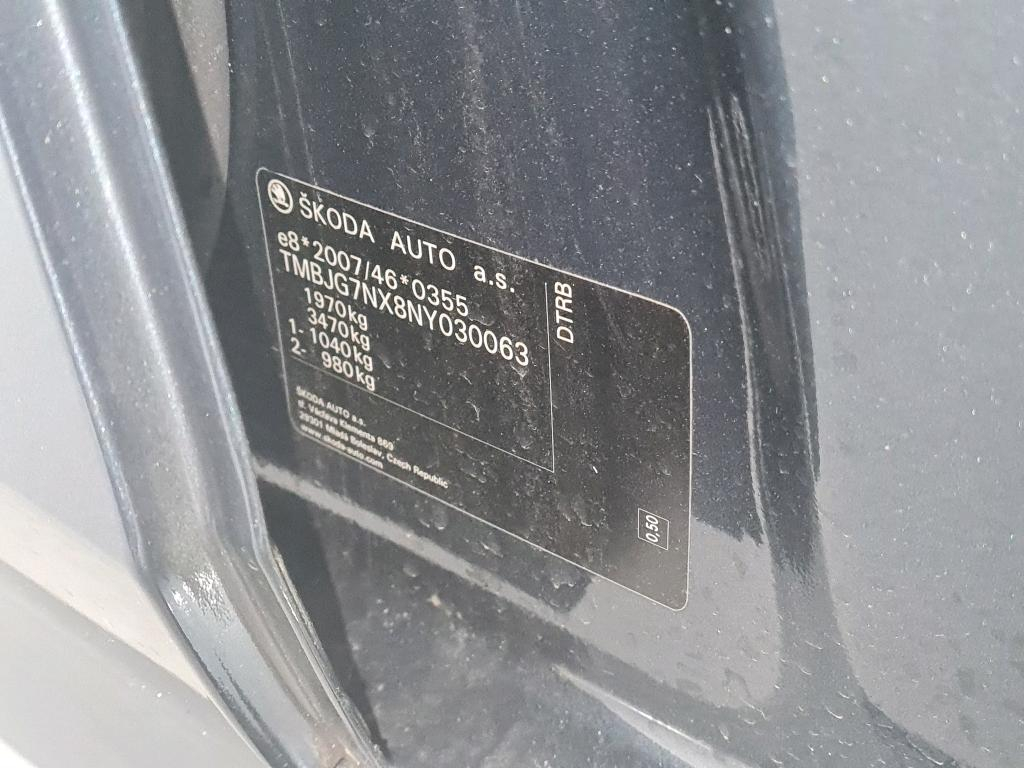 ŠKODA AUTO a.s.
e8*2007/46*0355
TMBJG7NX8NY030063
1970kg
3470kg
1- 1040kg
2- 980kg
ŠKODA AUTO a.s.
tř. Václava Klementa 869
29301 Mladá Boleslav, Czech Republic
www.skoda-auto.com
DTRB
0.50